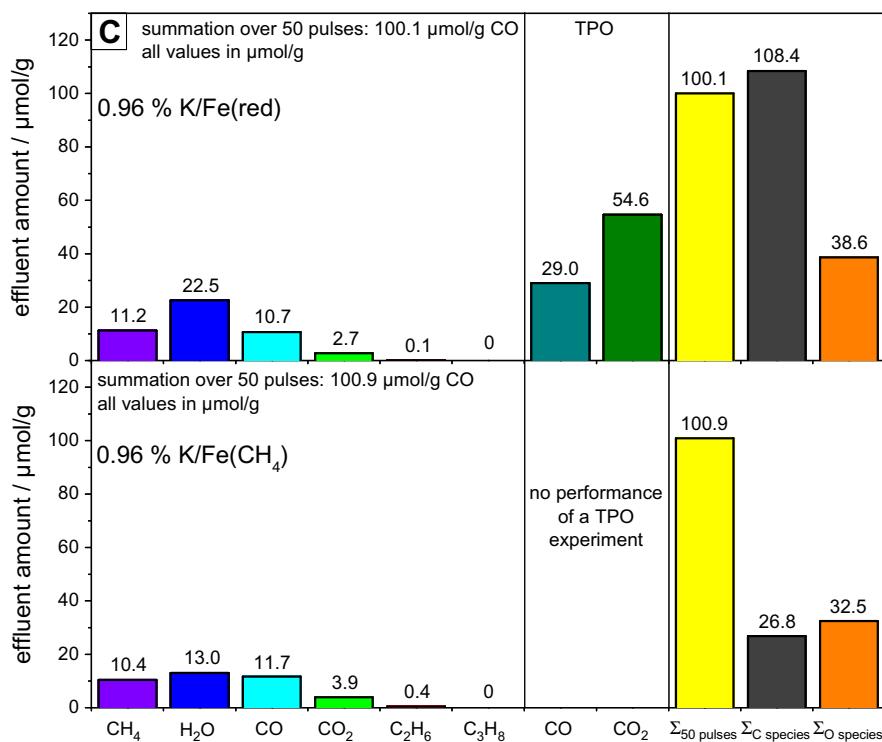 C
summation over 50 pulses: 100.1 µmol/g CO
all values in µmol/g
TPO
0.96 % K/Fe(red)
effluent amount / µmol/g
120
100
80
60
40
20
0
11.2
22.5
10.7
2.7
0.1
0
29.0
54.6
100.1
108.4
38.6
summation over 50 pulses: 100.9 µmol/g CO
all values in µmol/g
0.96 % K/Fe(CH₄)
no performance
of a TPO
experiment
effluent amount / µmol/g
120
100
80
60
40
20
0
10.4
13.0
11.7
3.9
0.4
0
100.9
26.8
32.5
CH₄ H₂O CO CO₂ C₂H₆ C₃H₈ CO CO₂ Σ50 pulses ΣC species ΣO species